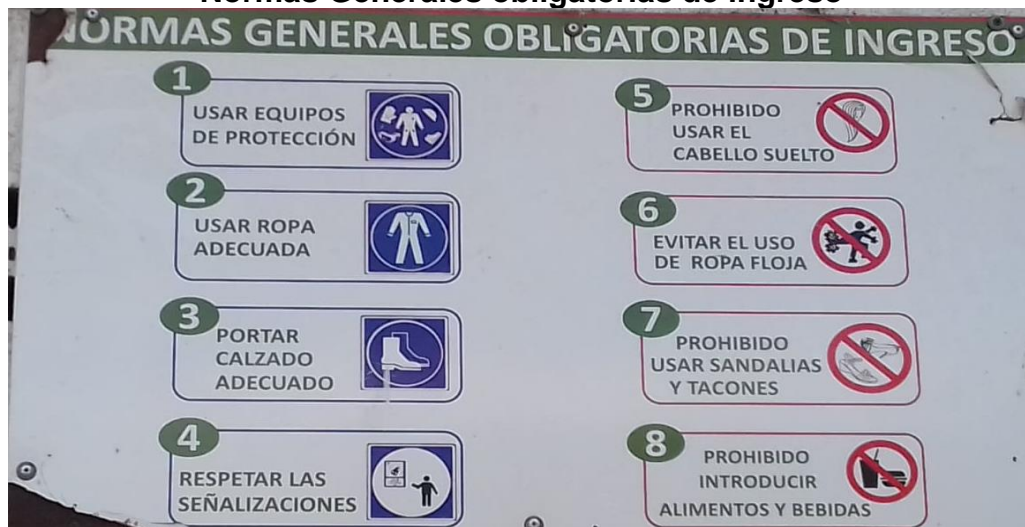 Normas Generales obligatorias de ingreso
NORMAS GENERALES OBLIGATORIAS DE INGRESO
1
USAR EQUIPOS
DE PROTECCIÓN
2
USAR ROPA
ADECUADA
3
PORTAR
CALZADO
ADECUADO
4
RESPETAR LAS
SEÑALIZACIONES
5
PROHIBIDO
USAR EL
CABELLO SUELTO
6
EVITAR EL USO
DE ROPA FLOJA
7
PROHIBIDO
USAR SANDALIAS
Y TACONES
8
PROHIBIDO
INTRODUCIR
ALIMENTOS Y BEBIDAS